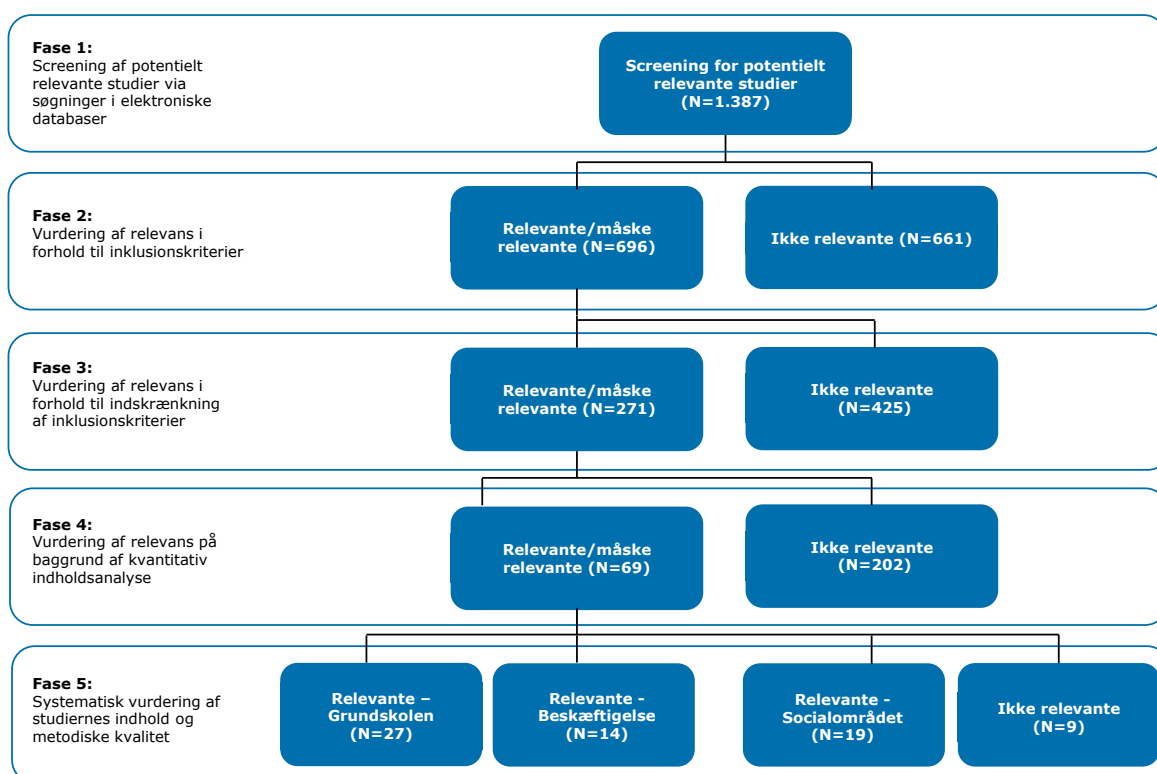 Fase 1:
Screening af potentielt
relevante studier via
søgninger i elektroniske
databaser
Screening for potentielt
relevante studier
(N=1.387)
Fase 2:
Vurdering af relevans i
forhold til inklusionskriterier
Relevante/måske
relevante (N=696)
Ikke relevante (N=661)
Fase 3:
Vurdering af relevans i
forhold til indskrænkning
af inklusionskriterier
Relevante/måske
relevante (N=271)
Ikke relevante
(N=425)
Fase 4:
Vurdering af relevans på
baggrund af kvantitativ
indholdsanalyse
Relevante/måske
relevante (N=69)
Ikke relevante
(N=202)
Fase 5:
Systematisk vurdering af
studiernes indhold og
metodiske kvalitet
Relevante –
Grundskolen
(N=27)
Relevante -
Beskæftigelse
(N=14)
Relevante -
Socialområdet
(N=19)
Ikke relevante
(N=9)